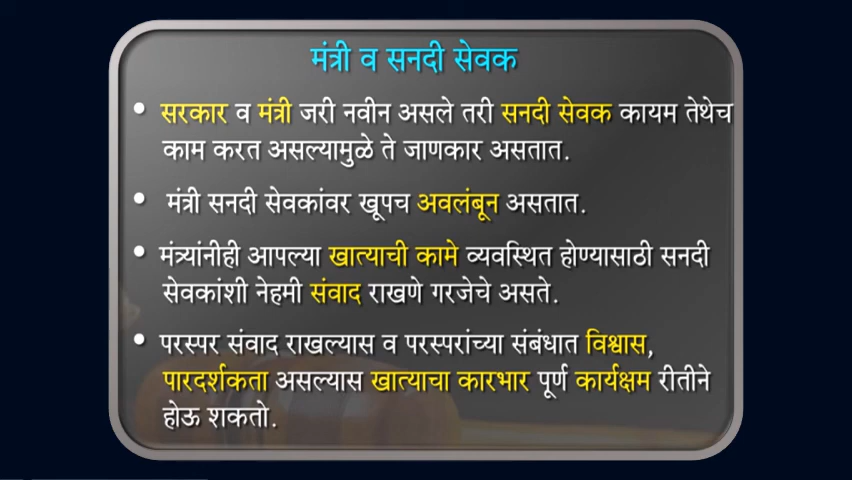 मंत्री व सनदी सेवक
• सरकार व मंत्री जरी नवीन असले तरी सनदी सेवक कायम तेथेच
काम करत असल्यामुळे ते जाणकार असतात.
• मंत्री सनदी सेवकांवर खूपच अवलंबून असतात.
• मंत्र्यांनीही आपल्या खात्याची कामे व्यवस्थित होण्यासाठी सनदी
सेवकांशी नेहमी संवाद राखणे गरजेचे असते.
• परस्पर संवाद राखल्यास व परस्परांच्या संबंधात विश्वास,
पारदर्शकता असल्यास खात्याचा कारभार पूर्ण कार्यक्षम रीतीने
होऊ शकतो.